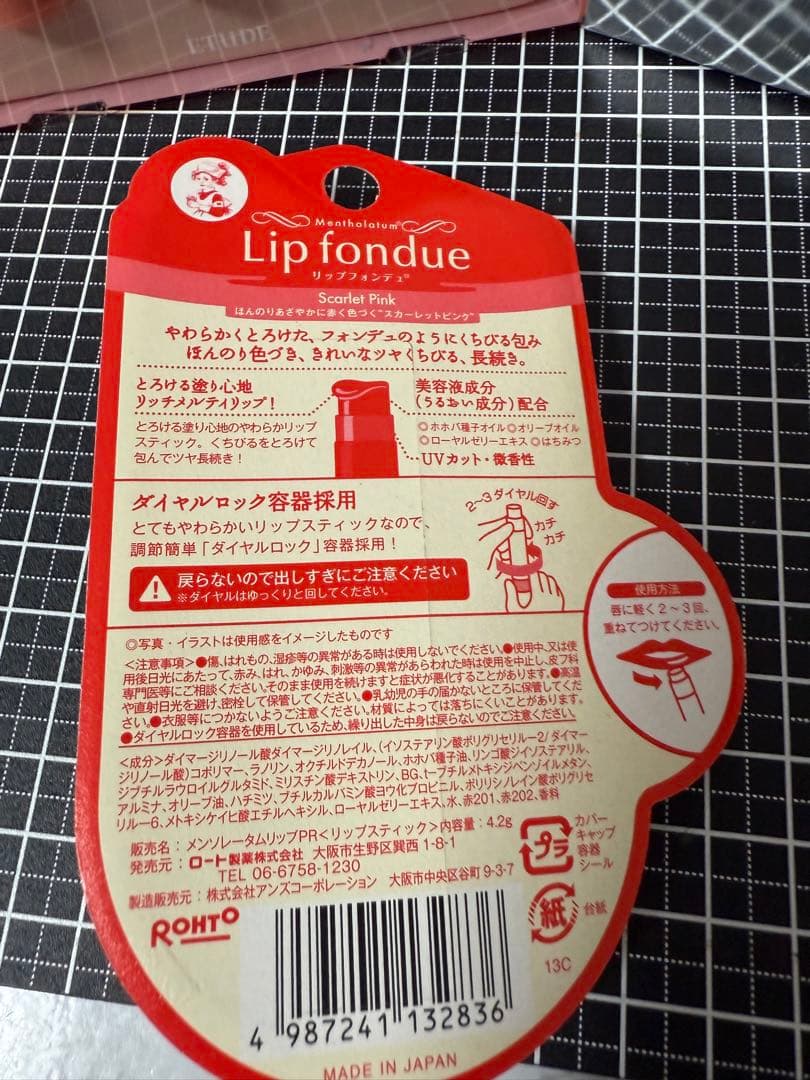 ETUDE
Mentholatum®
Lip fondue
リップフォンデュ®
Scarlet Pink
ほんのりあざやかに赤く色づく"スカーレットピンク"
やわらかくとろけた、フォンデュのようにくちびる包み
ほんのり色づき、きれいなツヤくちびる、長続き。
とろける塗り心地
リッチメルティリップ!
とろける塗り心地のやわらかリップ
スティック。くちびるをとろけて
包んでツヤ長続き!
美容液成分
(うるおい成分)配合
◎ホホバ種子オイル◎オリーブオイル
◎ローヤルゼリーエキス◎はちみつ
UVカット・微香性
ダイヤルロック容器採用
とてもやわらかいリップスティックなので、
調節簡単「ダイヤルロック」容器採用!
戻らないので出しすぎにご注意ください
※ダイヤルはゆっくりと回してください。
2~3ダイヤル回す
カチ
カチ
使用方法
唇に軽く2~3回、
重ねてつけてください。
◎写真・イラストは使用感をイメージしたものです
<注意事項>●傷、はれもの、湿疹等の異常がある時は使用しないでください。●使用中、又は使
用後日光にあたって、赤み、はれ、かゆみ、刺激等の異常があらわれた時は使用を中止し、皮フ科
専門医等にご相談ください。そのまま使用を続けますと症状が悪化することがあります。●高温
や直射日光を避け、密栓して保管してください。●乳幼児の手の届かないところに保管してくだ
さい。●衣服等につかないようご注意ください。材質によっては落ちにくいことがあります。
●ダイヤルロック容器を使用しているため、繰り出した中身は戻らないのでご注意ください。
<成分>ダイマージリノール酸ダイマージリノレイル、(イソステアリン酸ポリグリセリル-2/ダイマー
ジリノール酸)コポリマー、ラノリン、オクチルドデカノール、ホホバ種子油、リンゴ酸ジイソステアリル、
ジブチルラウロイルグルタミド、ミリスチン酸デキストリン、BG、t-ブチルメトキシジベンゾイルメタン、
アルミナ、オリーブ油、ハチミツ、ブチルカルバミン酸ヨウ化プロピニル、ポリリシノレイン酸ポリグリセ
リル-6、メトキシケイヒ酸エチルヘキシル、ローヤルゼリーエキス、水、赤201、赤202、香料
販売名:メンソレータムリップPR<リップスティック>内容量:4.2g
発売元:ロート製薬株式会社 大阪市生野区巽西1-8-1
TEL 06-6758-1230
製造販売元:株式会社アンズコーポレーション 大阪市中央区谷町9-3-7
プラ
カバー
キャップ
容器
シール
紙
台紙
ROHTO
13C
4 987241 132836
MADE IN JAPAN